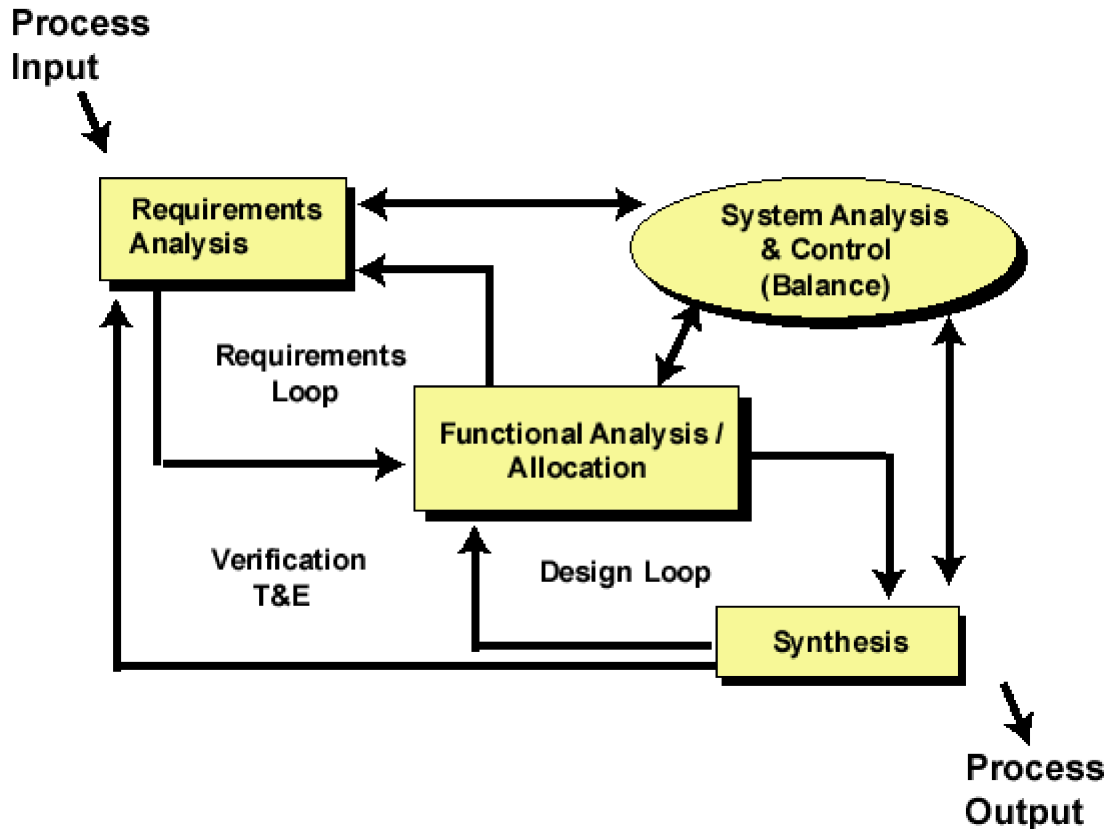 Process
Input
Requirements
Analysis
System Analysis
& Control
(Balance)
Requirements
Loop
Functional Analysis /
Allocation
Verification
T&E
Design Loop
Synthesis
Process
Output